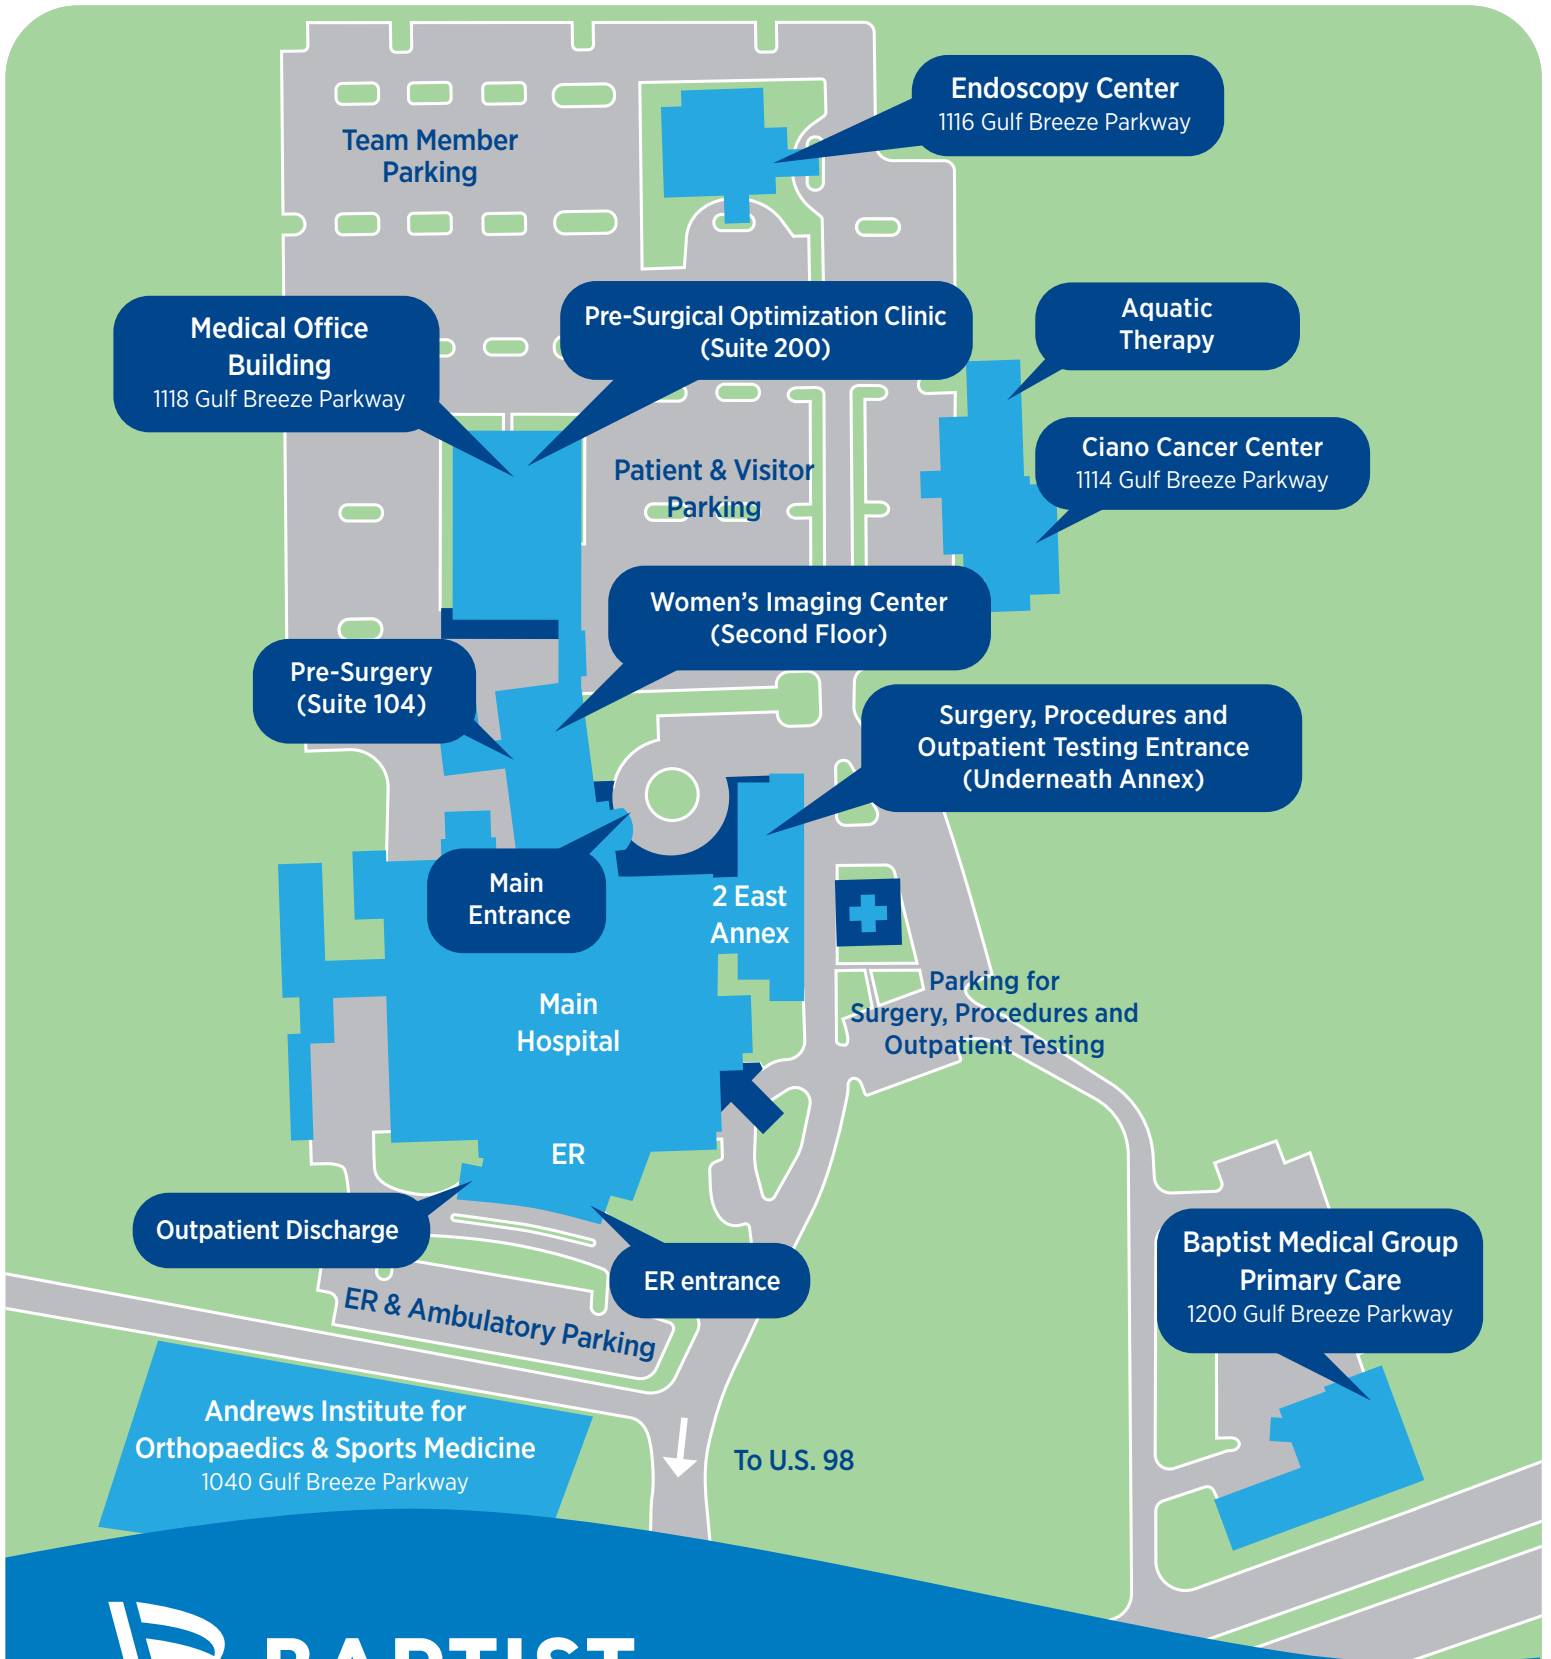 Endoscopy Center
1116 Gulf Breeze Parkway
Team Member
Parking
Medical Office
Building
1118 Gulf Breeze Parkway
Pre-Surgical Optimization Clinic
(Suite 200)
Aquatic
Therapy
Ciano Cancer Center
1114 Gulf Breeze Parkway
Patient & Visitor
Parking
Women's Imaging Center
(Second Floor)
Pre-Surgery
(Suite 104)
Surgery, Procedures and
Outpatient Testing Entrance
(Underneath Annex)
Main
Entrance
2 East
Annex
Parking for
Surgery, Procedures and
Outpatient Testing
Main
Hospital
ER
Outpatient Discharge
ER entrance
Baptist Medical Group
Primary Care
1200 Gulf Breeze Parkway
ER & Ambulatory Parking
Andrews Institute for
Orthopaedics & Sports Medicine
1040 Gulf Breeze Parkway
To U.S. 98
BAPTIST